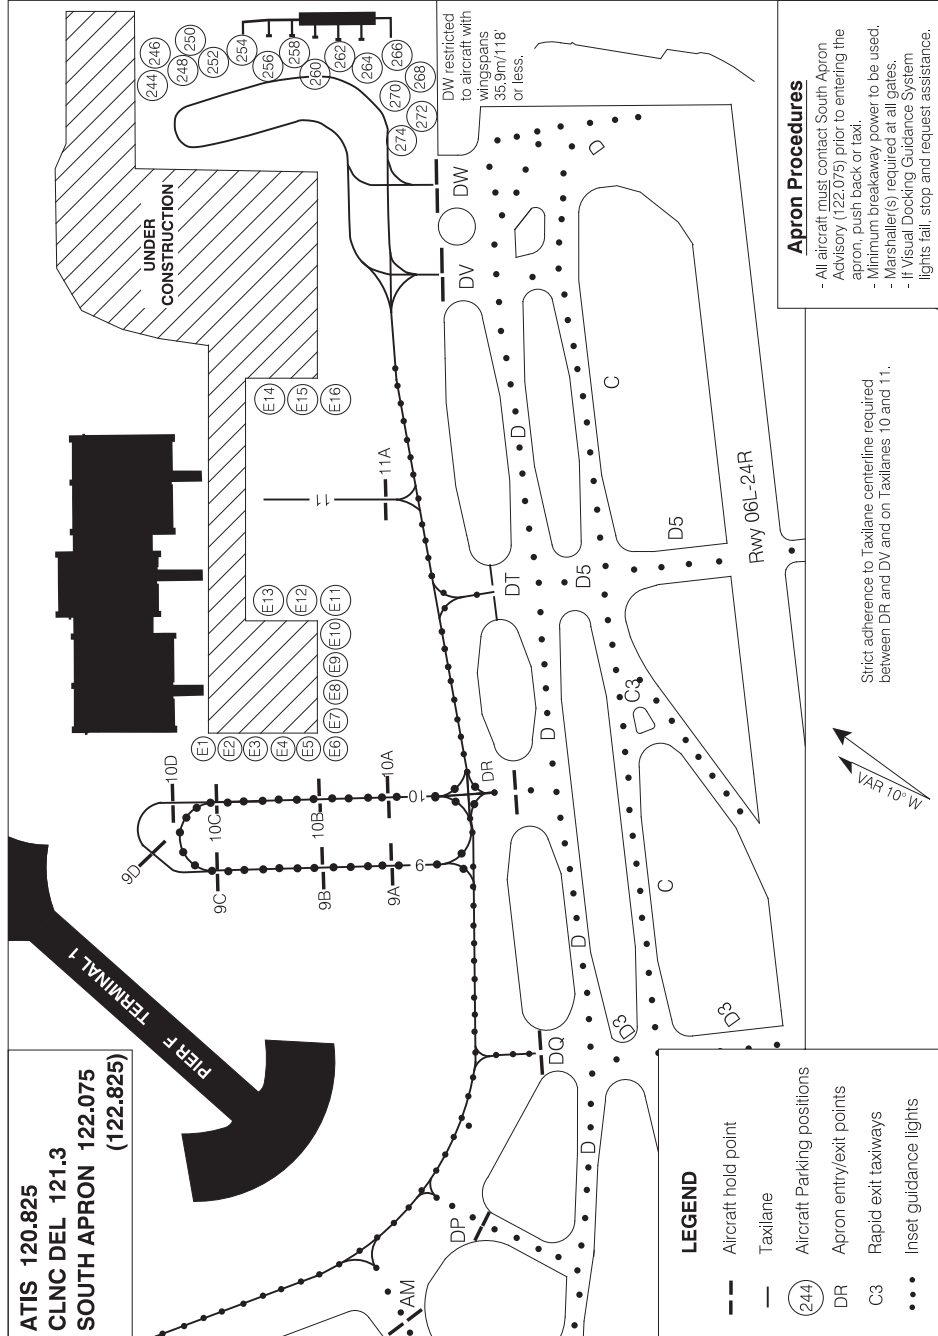 ATIS 120.825
CLNC DEL 121.3
SOUTH APRON 122.075
(122.825)
PIER F TERMINAL 1
UNDER
CONSTRUCTION
244
246
248
250
252
254
256
258
260
262
264
266
268
270
272
274
DW restricted
to aircraft with
wingspans
35.9m/118'
or less.
Apron Procedures
- All aircraft must contact South Apron
Advisory (122.075) prior to entering the
apron, push back or taxi.
- Minimum breakaway power to be used.
- Marshaller(s) required at all gates.
- If Visual Docking Guidance System
lights fail, stop and request assistance.
E1
E2
E3
E4
E5
E6
E7
E8
E9
E10
E11
E12
E13
E14
E15
E16
9D
10D
9C
10C
9B
10B
9A
10A
9
10
11
11A
AM
DP
DQ
DR
DT
DV
DW
D
D
D
D
D
D3
D3
C
C3
C
D5
D5
Rwy 06L-24R
Strict adherence to Taxilane centerline required
between DR and DV and on Taxilanes 10 and 11.
VAR 10° W
LEGEND
Aircraft hold point
Taxilane
244 Aircraft Parking positions
DR Apron entry/exit points
C3 Rapid exit taxiways
Inset guidance lights